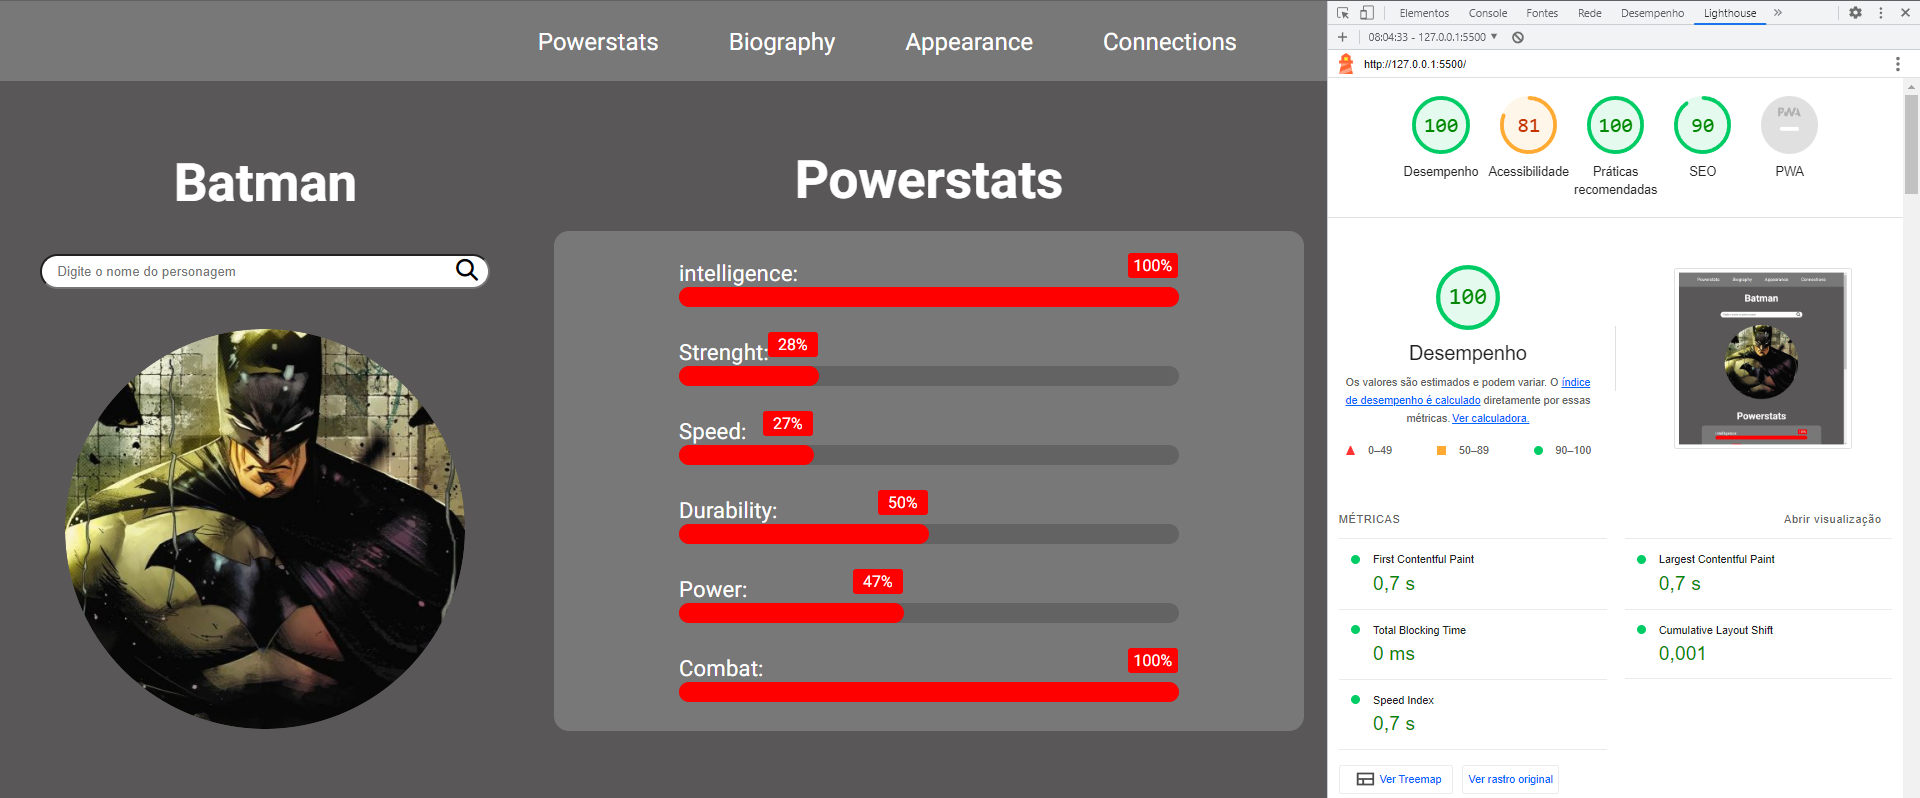 Powerstats Biography Appearance Connections
Batman
Digite o nome do personagem
Powerstats
intelligence: 100%
Strenght: 28%
Speed: 27%
Durability: 50%
Power: 47%
Combat: 100%
Elementos Console Fontes Rede Desempenho Lighthouse
08:04:33 - 127.0.0.1:5500
http://127.0.0.1:5500/
100 81 100 90 PWA
Desempenho Acessibilidade Práticas SEO PWA
recomendadas
100
Desempenho
Os valores são estimados e podem variar. O índice
de desempenho é calculado diretamente por essas
métricas. Ver calculadora.
0–49 50–89 90–100
Powerstats Biography Appearance Connections
Batman
Powerstats
MÉTRICAS Abrir visualização
First Contentful Paint
0,7 s
Largest Contentful Paint
0,7 s
Total Blocking Time
0 ms
Cumulative Layout Shift
0,001
Speed Index
0,7 s
Ver Treemap Ver rastro original